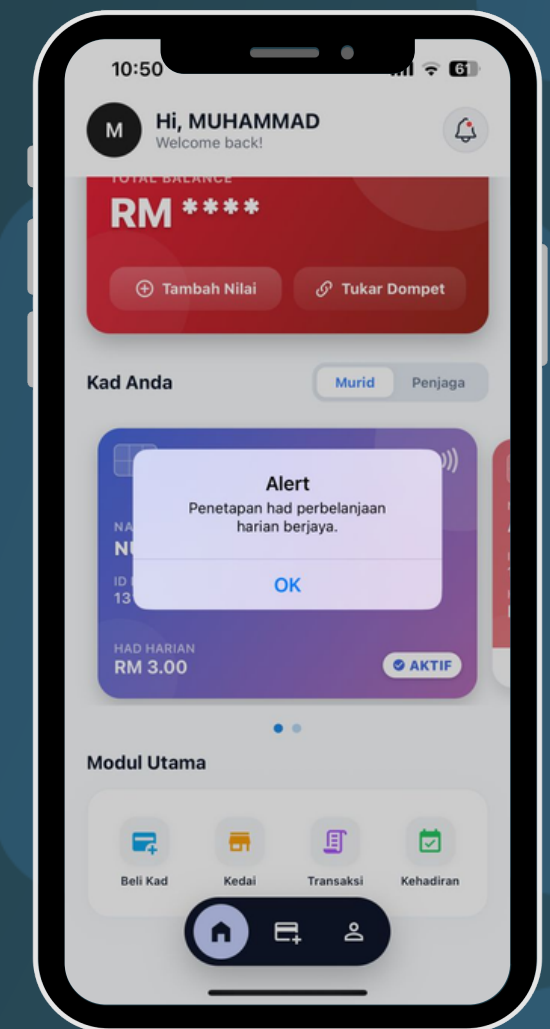 10:50
61
M
Hi, MUHAMMAD
Welcome back!
TOTAL BALANCE
RM ****
Tambah Nilai
Tukar Dompet
Kad Anda
Murid
Penjaga
Alert
Penetapan had perbelanjaan
harian berjaya.
OK
HAD HARIAN
RM 3.00
AKTIF
Modul Utama
Beli Kad
Kedai
Transaksi
Kehadiran